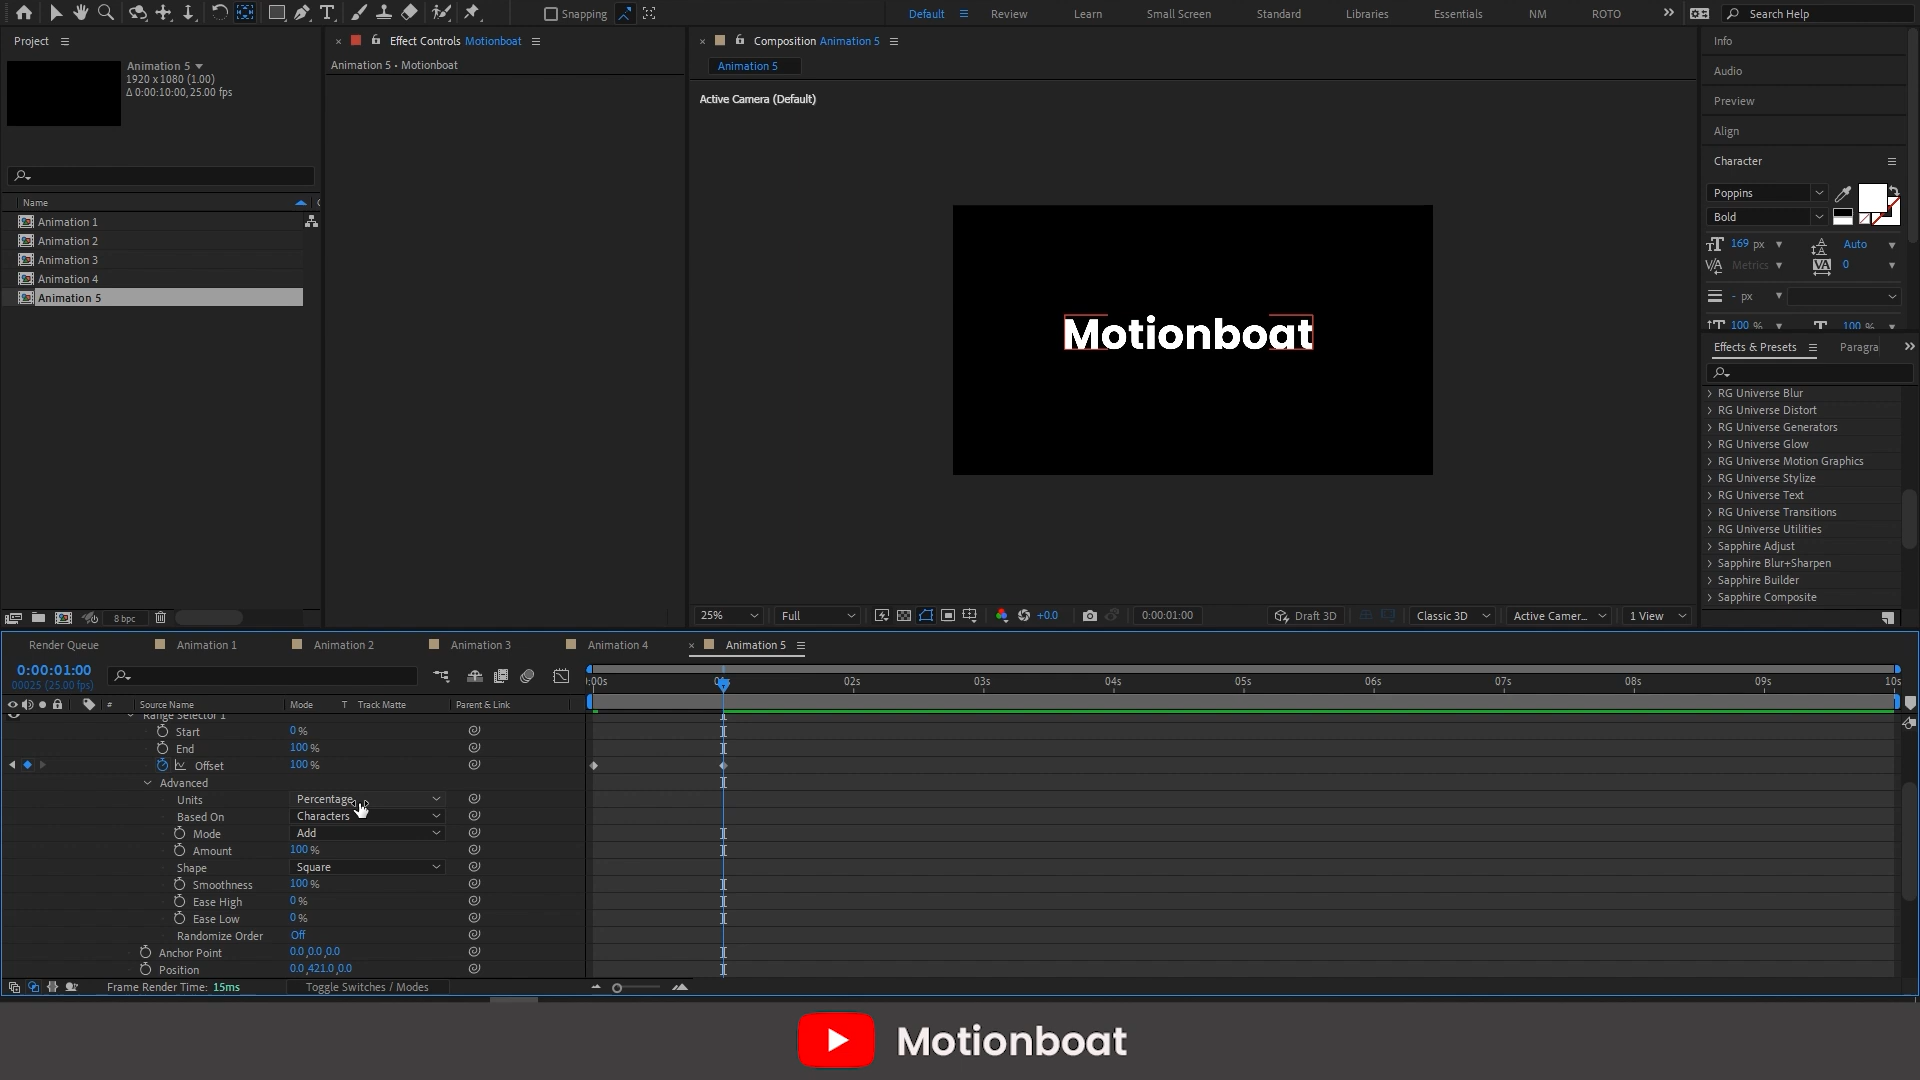 Snapping
Default
Review
Learn
Small Screen
Standard
Libraries
Essentials
NM
ROTO
Search Help
Project
Effect Controls Motionboat
Composition Animation 5
Info
Animation 5
1920 x 1080 (1.00)
Δ 0:00:10:00, 25.00 fps
Animation 5 • Motionboat
Animation 5
Audio
Active Camera (Default)
Preview
Align
Character
Name
Poppins
Animation 1
Bold
Animation 2
169 px
Auto
Animation 3
Metrics
0
Animation 4
Animation 5
- px
Motionboat
100 %
100 %
Effects & Presets
Paragra
RG Universe Blur
RG Universe Distort
RG Universe Generators
RG Universe Glow
RG Universe Motion Graphics
RG Universe Stylize
RG Universe Text
RG Universe Transitions
RG Universe Utilities
Sapphire Adjust
Sapphire Blur+Sharpen
Sapphire Builder
Sapphire Composite
8 bpc
25%
Full
+0.0
0:00:01:00
Draft 3D
Classic 3D
Active Camer...
1 View
Render Queue
Animation 1
Animation 2
Animation 3
Animation 4
Animation 5
0:00:01:00
00025 (25.00 fps)
:00s
02s
03s
04s
05s
06s
07s
08s
09s
10s
# Source Name
Mode
T Track Matte
Parent & Link
Range Selector 1
Start
0 %
End
100 %
Offset
100 %
Advanced
Units
Percentage
Based On
Characters
Mode
Add
Amount
100 %
Shape
Square
Smoothness
100 %
Ease High
0 %
Ease Low
0 %
Randomize Order
Off
Anchor Point
0.0,0.0,0.0
Position
0.0,421.0,0.0
Frame Render Time: 15ms
Toggle Switches / Modes
Motionboat